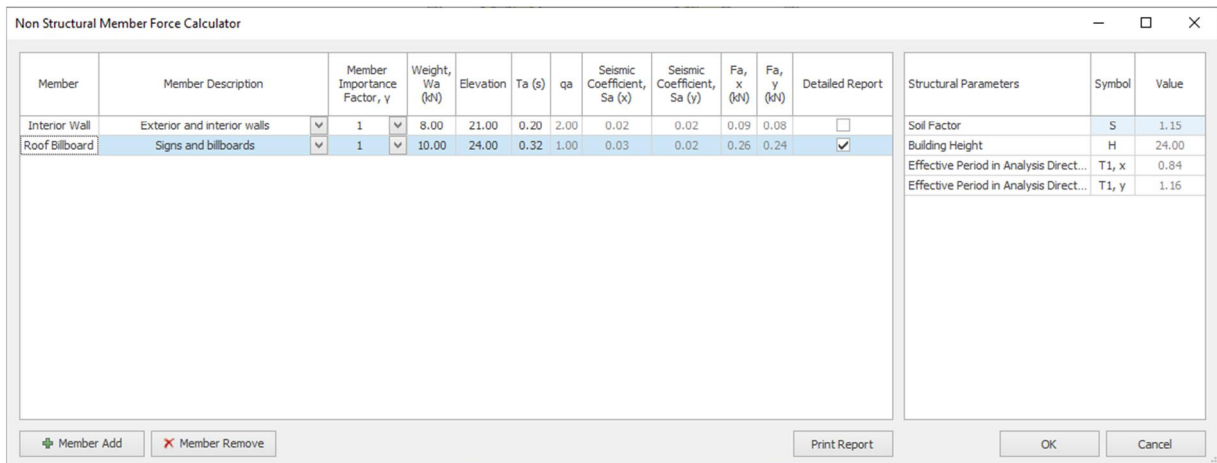 Non Structural Member Force Calculator
Member Member Description Member Importance Factor, γ Weight, Wa (kN) Elevation Ta (s) qa Seismic Coefficient, Sa (x) Seismic Coefficient, Sa (y) Fa, x (kN) Fa, y (kN) Detailed Report
Interior Wall Exterior and interior walls 1 8.00 21.00 0.20 2.00 0.02 0.02 0.09 0.08
Roof Billboard Signs and billboards 1 10.00 24.00 0.32 1.00 0.03 0.02 0.26 0.24
Structural Parameters Symbol Value
Soil Factor S 1.15
Building Height H 24.00
Effective Period in Analysis Direct... T1, x 0.84
Effective Period in Analysis Direct... T1, y 1.16
Member Add Member Remove Print Report OK Cancel